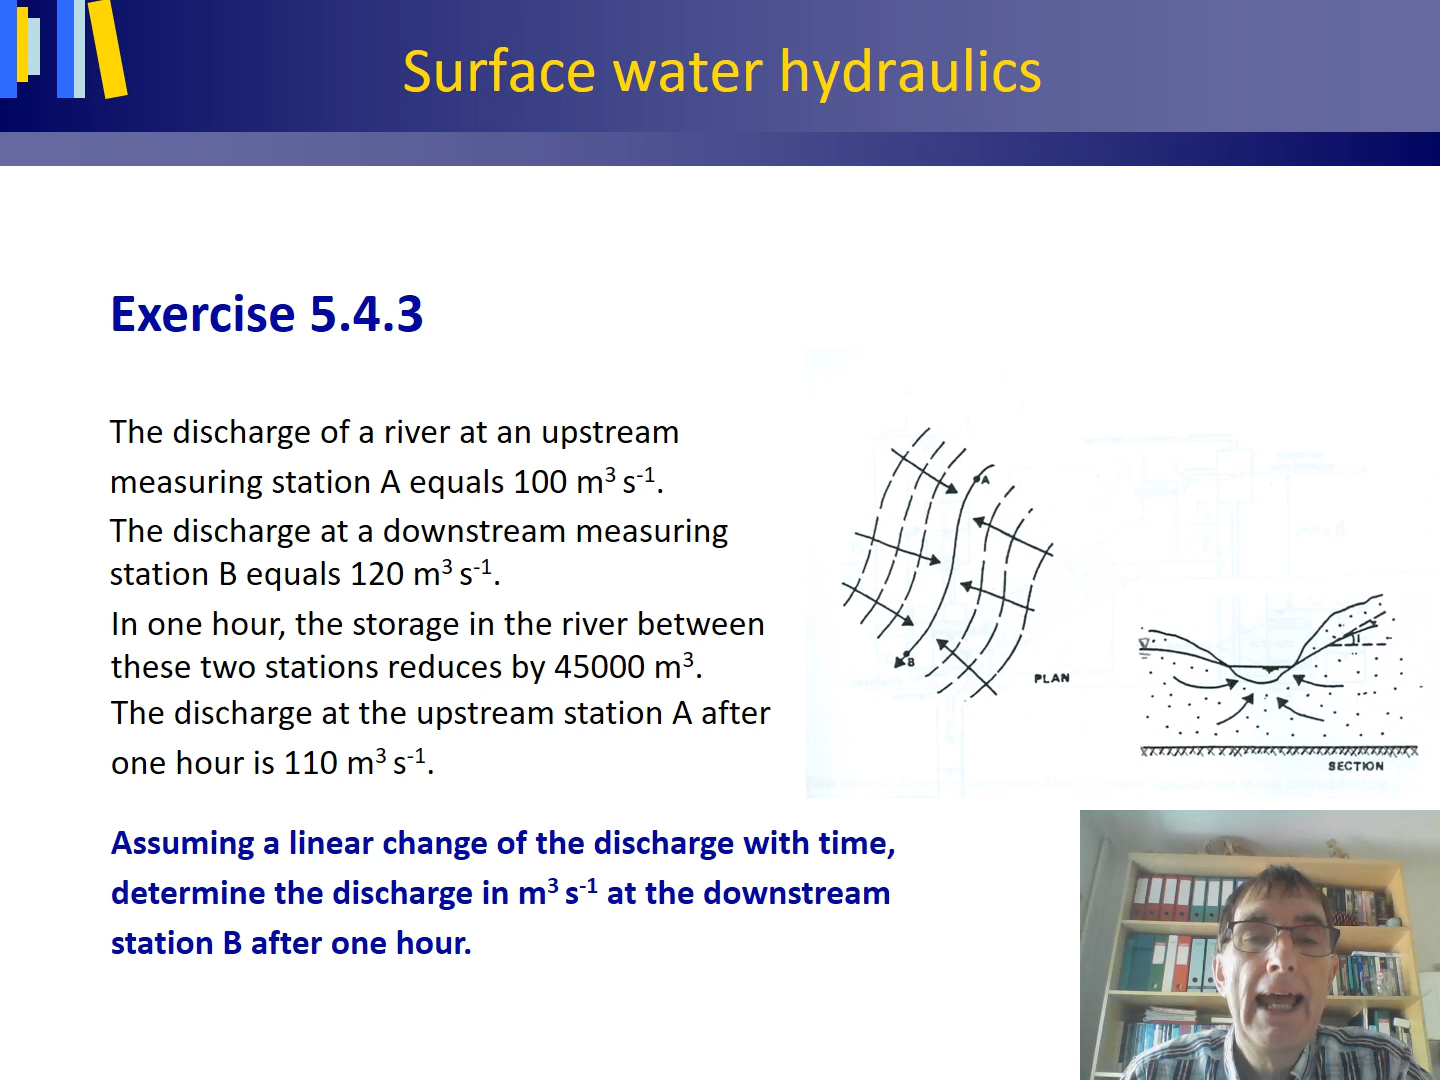 Surface water hydraulics
Exercise 5.4.3
The discharge of a river at an upstream
measuring station A equals 100 m³ s⁻¹.
The discharge at a downstream measuring
station B equals 120 m³ s⁻¹.
In one hour, the storage in the river between
these two stations reduces by 45000 m³.
The discharge at the upstream station A after
one hour is 110 m³ s⁻¹.
Assuming a linear change of the discharge with time,
determine the discharge in m³ s⁻¹ at the downstream
station B after one hour.
A
B
PLAN
i
SECTION